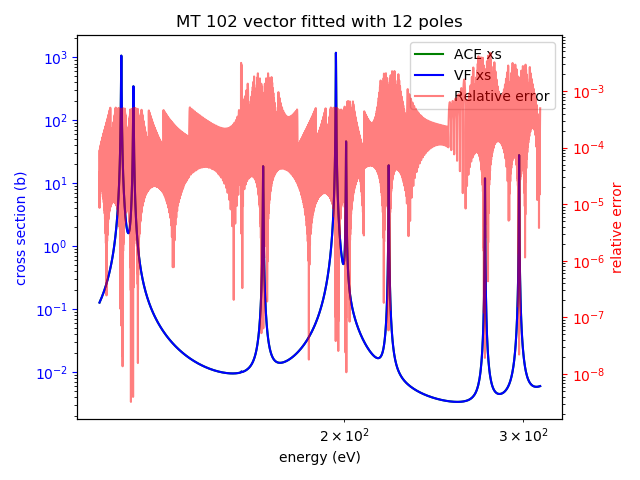 MT 102 vector fitted with 12 poles
ACE xs
VF xs
Relative error
10³
10²
10¹
10⁰
10⁻¹
10⁻²
cross section (b)
10⁻³
10⁻⁴
10⁻⁵
10⁻⁶
10⁻⁷
10⁻⁸
relative error
2 × 10²
3 × 10²
energy (eV)